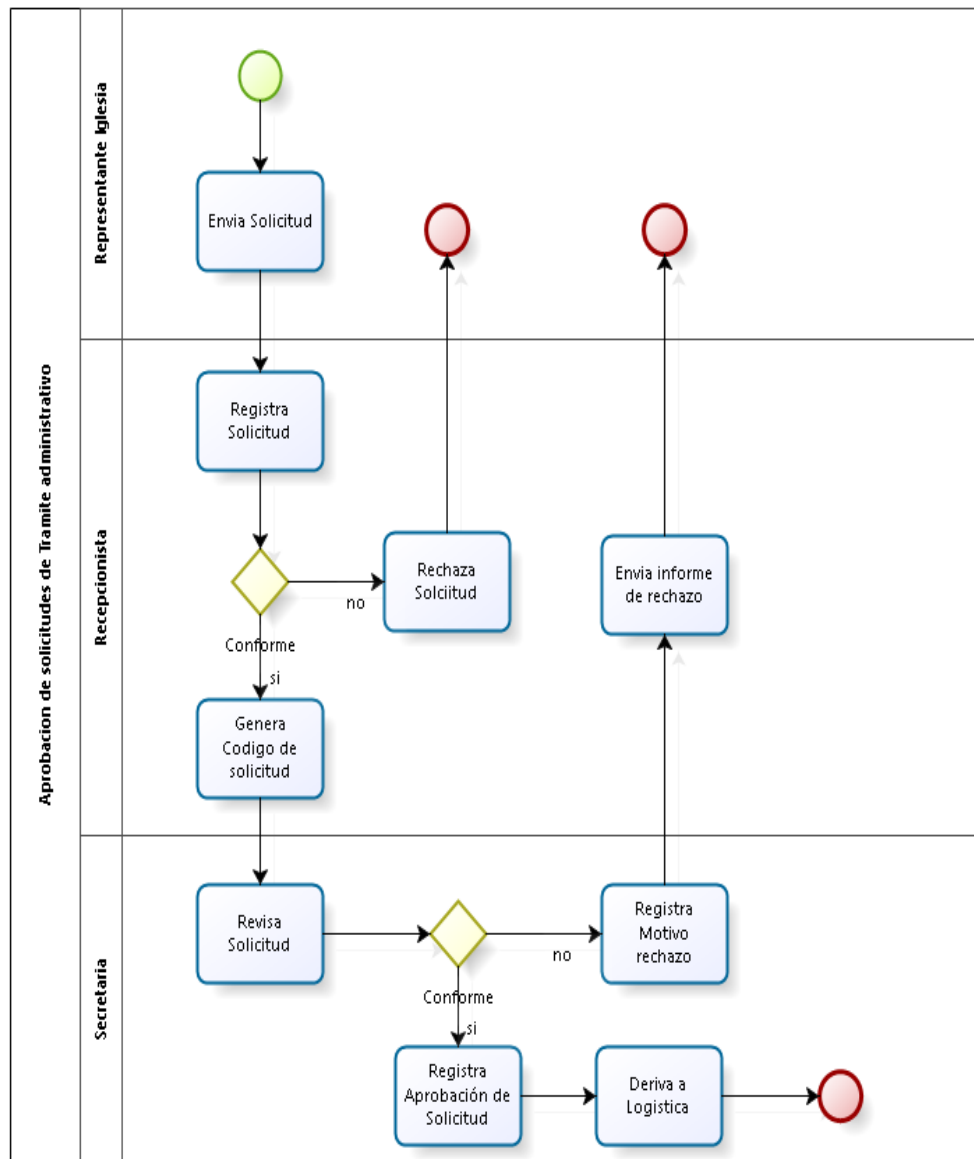 Aprobacion de solicitudes de Tramite administrativo
Representante Iglesia
Envia Solicitud
Recepcionista
Registra
Solicitud
Conforme
no
si
Rechaza
Solciitud
Envia informe
de rechazo
Genera
Codigo de
solicitud
Secretaria
Revisa
Solicitud
Conforme
no
si
Registra
Motivo
rechazo
Registra
Aprobación de
Solicitud
Deriva a
Logistica